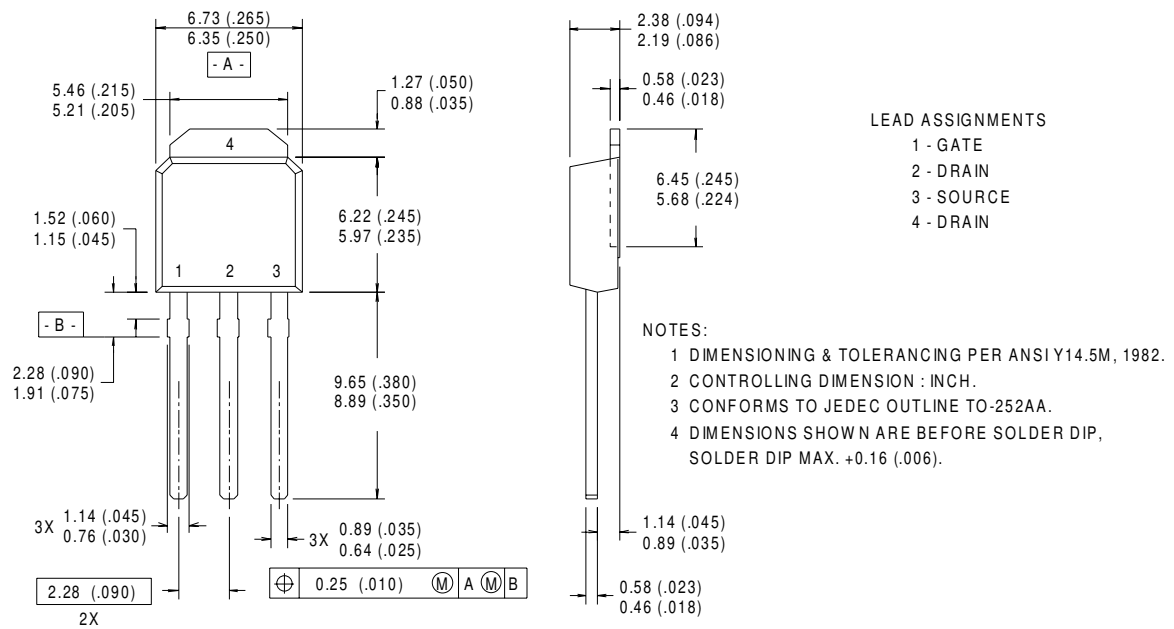 6.73 (.265)
6.35 (.250)
- A -
5.46 (.215)
5.21 (.205)
1.27 (.050)
0.88 (.035)
4
1.52 (.060)
1.15 (.045)
6.22 (.245)
5.97 (.235)
1 2 3
- B -
2.28 (.090)
1.91 (.075)
9.65 (.380)
8.89 (.350)
3X 1.14 (.045)
0.76 (.030)
3X 0.89 (.035)
0.64 (.025)
2.28 (.090)
2X
⌖ 0.25 (.010) Ⓜ A Ⓜ B
2.38 (.094)
2.19 (.086)
0.58 (.023)
0.46 (.018)
6.45 (.245)
5.68 (.224)
1.14 (.045)
0.89 (.035)
0.58 (.023)
0.46 (.018)
LEAD ASSIGNMENTS
1 - GATE
2 - DRAIN
3 - SOURCE
4 - DRAIN
NOTES:
1 DIMENSIONING & TOLERANCING PER ANSI Y14.5M, 1982.
2 CONTROLLING DIMENSION : INCH.
3 CONFORMS TO JEDEC OUTLINE TO-252AA.
4 DIMENSIONS SHOWN ARE BEFORE SOLDER DIP,
SOLDER DIP MAX. +0.16 (.006).